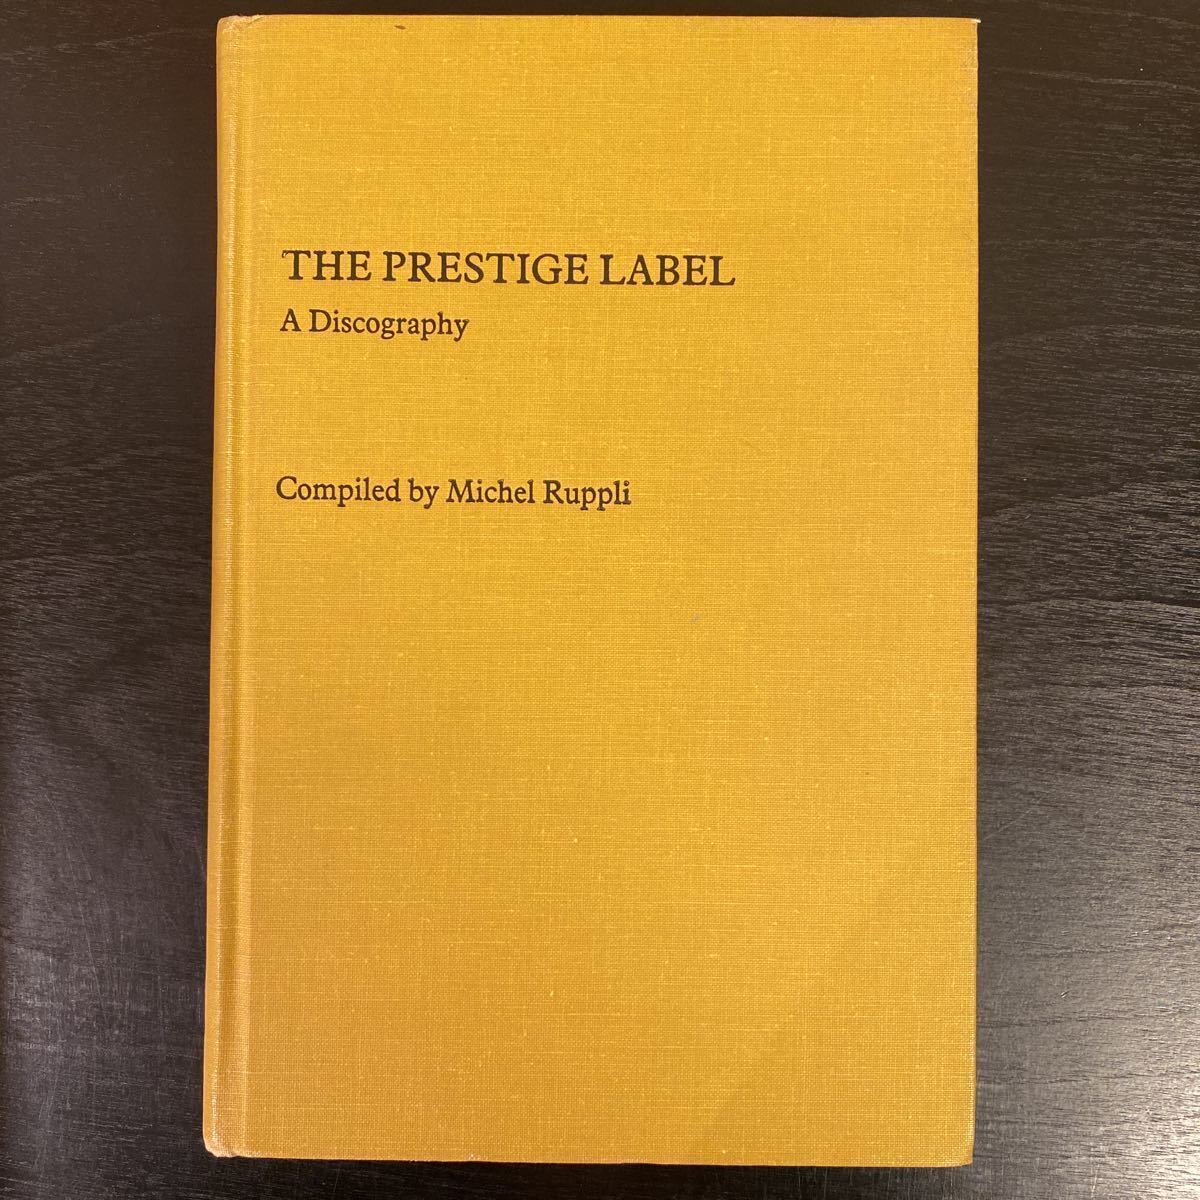 THE PRESTIGE LABEL
A Discography
Compiled by Michel Ruppli